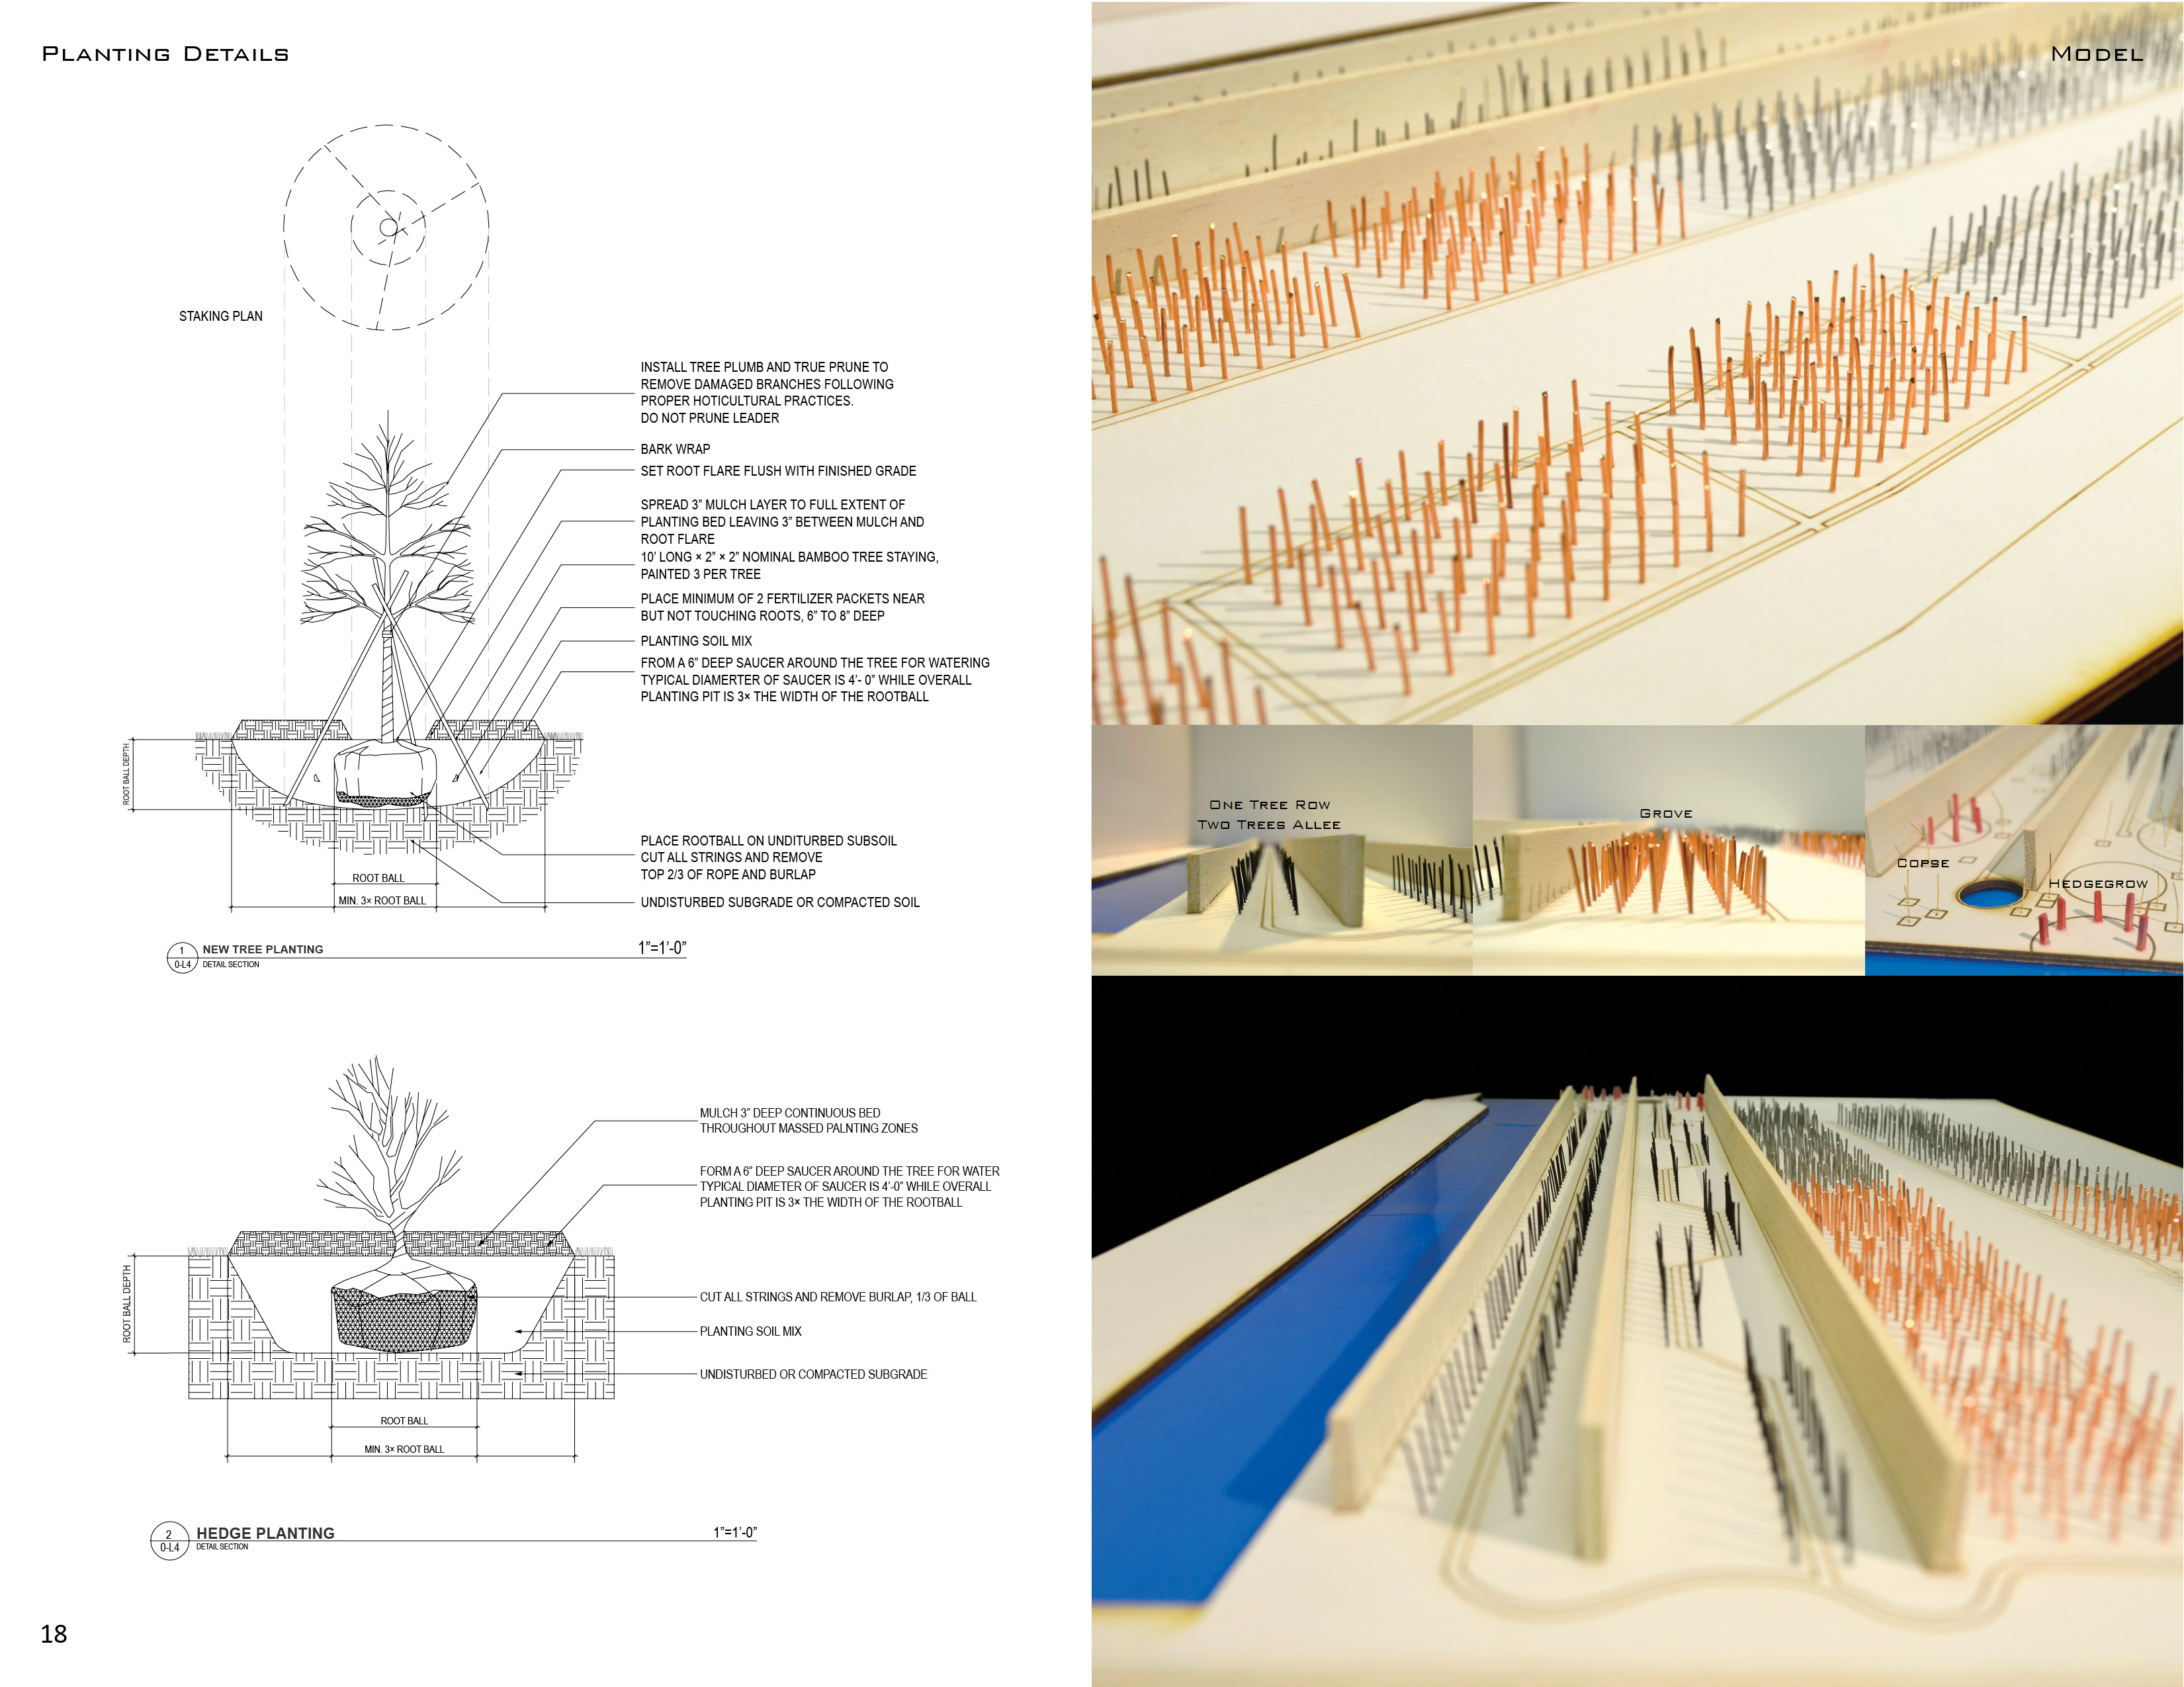 PLANTING DETAILS
STAKING PLAN
INSTALL TREE PLUMB AND TRUE PRUNE TO
REMOVE DAMAGED BRANCHES FOLLOWING
PROPER HOTICULTURAL PRACTICES.
DO NOT PRUNE LEADER
BARK WRAP
SET ROOT FLARE FLUSH WITH FINISHED GRADE
SPREAD 3" MULCH LAYER TO FULL EXTENT OF
PLANTING BED LEAVING 3" BETWEEN MULCH AND
ROOT FLARE
10' LONG × 2" × 2" NOMINAL BAMBOO TREE STAYING,
PAINTED 3 PER TREE
PLACE MINIMUM OF 2 FERTILIZER PACKETS NEAR
BUT NOT TOUCHING ROOTS, 6" TO 8" DEEP
PLANTING SOIL MIX
FROM A 6" DEEP SAUCER AROUND THE TREE FOR WATERING
TYPICAL DIAMERTER OF SAUCER IS 4'- 0" WHILE OVERALL
PLANTING PIT IS 3× THE WIDTH OF THE ROOTBALL
ROOT BALL DEPTH
PLACE ROOTBALL ON UNDITURBED SUBSOIL
CUT ALL STRINGS AND REMOVE
TOP 2/3 OF ROPE AND BURLAP
ROOT BALL
MIN. 3× ROOT BALL
UNDISTURBED SUBGRADE OR COMPACTED SOIL
1
0-L4
NEW TREE PLANTING
DETAIL SECTION
1"=1'-0"
MULCH 3" DEEP CONTINUOUS BED
THROUGHOUT MASSED PALNTING ZONES
FORM A 6" DEEP SAUCER AROUND THE TREE FOR WATER
TYPICAL DIAMETER OF SAUCER IS 4'-0" WHILE OVERALL
PLANTING PIT IS 3× THE WIDTH OF THE ROOTBALL
ROOT BALL DEPTH
CUT ALL STRINGS AND REMOVE BURLAP, 1/3 OF BALL
PLANTING SOIL MIX
UNDISTURBED OR COMPACTED SUBGRADE
ROOT BALL
MIN. 3× ROOT BALL
2
0-L4
HEDGE PLANTING
DETAIL SECTION
1"=1'-0"
18
MODEL
ONE TREE ROW
TWO TREES ALLEE
GROVE
COPSE
HEDGEGROW